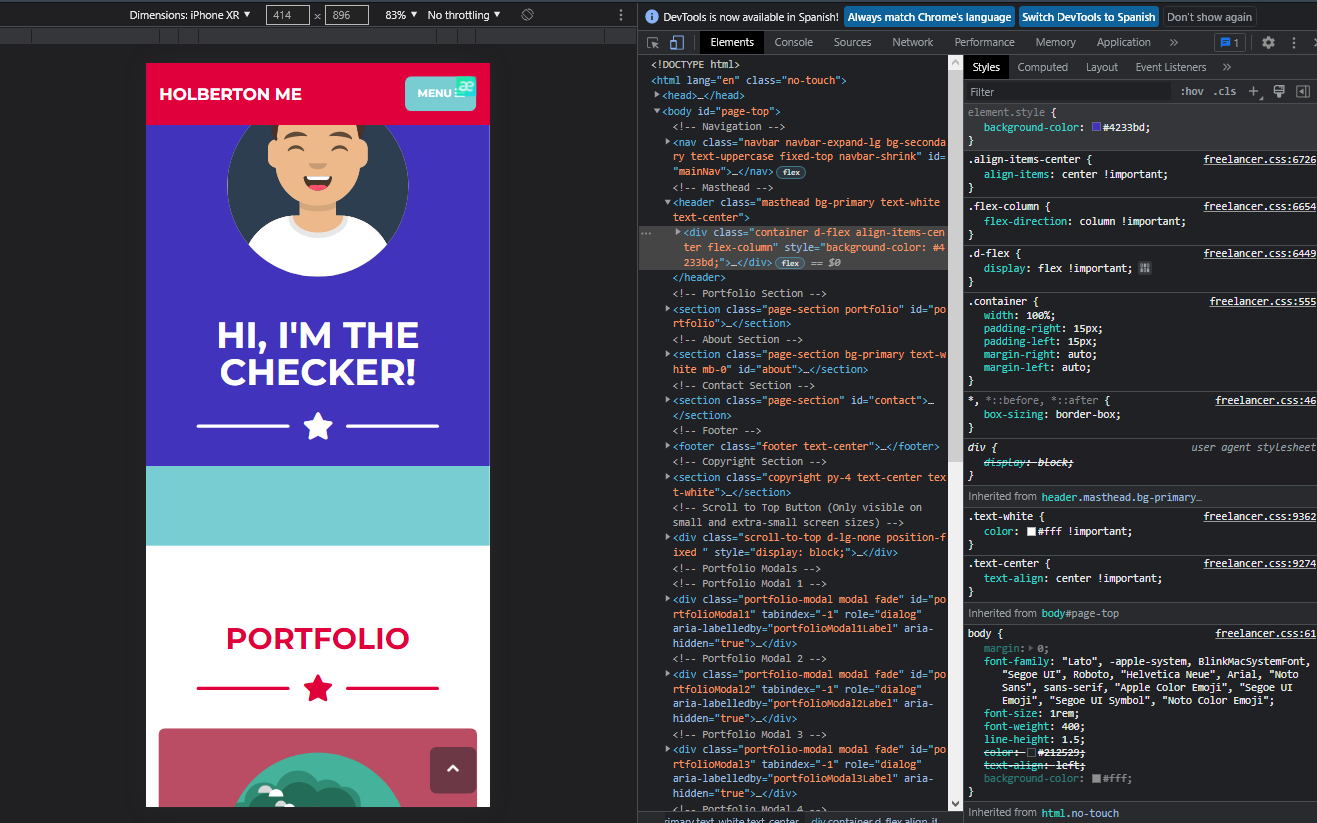 Dimensions: iPhone XR ▼ 414 × 896 83% ▼ No throttling ▼
HOLBERTON ME
MENU
æ
HI, I'M THE
CHECKER!
PORTFOLIO
DevTools is now available in Spanish! Always match Chrome's language Switch DevTools to Spanish Don't show again
Elements Console Sources Network Performance Memory Application » 1
<!DOCTYPE html>
<html lang="en" class="no-touch">
▶<head>…</head>
▼<body id="page-top">
<!-- Navigation -->
▶<nav class="navbar navbar-expand-lg bg-seconda
ry text-uppercase fixed-top navbar-shrink" id=
"mainNav">…</nav> flex
<!-- Masthead -->
▼<header class="masthead bg-primary text-white
text-center">
… ▶<div class="container d-flex align-items-cen
ter flex-column" style="background-color: #4
233bd;">…</div> flex == $0
</header>
<!-- Portfolio Section -->
▶<section class="page-section portfolio" id="po
rtfolio">…</section>
<!-- About Section -->
▶<section class="page-section bg-primary text-w
hite mb-0" id="about">…</section>
<!-- Contact Section -->
▶<section class="page-section" id="contact">…
</section>
<!-- Footer -->
▶<footer class="footer text-center">…</footer>
<!-- Copyright Section -->
▶<section class="copyright py-4 text-center tex
t-white">…</section>
<!-- Scroll to Top Button (Only visible on
small and extra-small screen sizes) -->
▶<div class="scroll-to-top d-lg-none position-f
ixed " style="display: block;">…</div>
<!-- Portfolio Modals -->
<!-- Portfolio Modal 1 -->
▶<div class="portfolio-modal modal fade" id="po
rtfolioModal1" tabindex="-1" role="dialog"
aria-labelledby="portfolioModal1Label" aria-
hidden="true">…</div>
<!-- Portfolio Modal 2 -->
▶<div class="portfolio-modal modal fade" id="po
rtfolioModal2" tabindex="-1" role="dialog"
aria-labelledby="portfolioModal2Label" aria-
hidden="true">…</div>
<!-- Portfolio Modal 3 -->
▶<div class="portfolio-modal modal fade" id="po
rtfolioModal3" tabindex="-1" role="dialog"
aria-labelledby="portfolioModal3Label" aria-
hidden="true">…</div>
<!-- Portfolio Modal 4 -->
rimary.text-white.text-center div.container.d-flex.align-it
Styles Computed Layout Event Listeners »
Filter :hov .cls +
element.style {
background-color: #4233bd;
}
.align-items-center { freelancer.css:6726
align-items: center !important;
}
.flex-column { freelancer.css:6654
flex-direction: column !important;
}
.d-flex { freelancer.css:6449
display: flex !important;
}
.container { freelancer.css:555
width: 100%;
padding-right: 15px;
padding-left: 15px;
margin-right: auto;
margin-left: auto;
}
*, *::before, *::after { freelancer.css:46
box-sizing: border-box;
}
div { user agent stylesheet
display: block;
}
Inherited from header.masthead.bg-primary…
.text-white { freelancer.css:9362
color: #fff !important;
}
.text-center { freelancer.css:9274
text-align: center !important;
}
Inherited from body#page-top
body { freelancer.css:61
margin: ▶ 0;
font-family: "Lato", -apple-system, BlinkMacSystemFont,
"Segoe UI", Roboto, "Helvetica Neue", Arial, "Noto
Sans", sans-serif, "Apple Color Emoji", "Segoe UI
Emoji", "Segoe UI Symbol", "Noto Color Emoji";
font-size: 1rem;
font-weight: 400;
line-height: 1.5;
color: #212529;
text-align: left;
background-color: #fff;
}
Inherited from html.no-touch